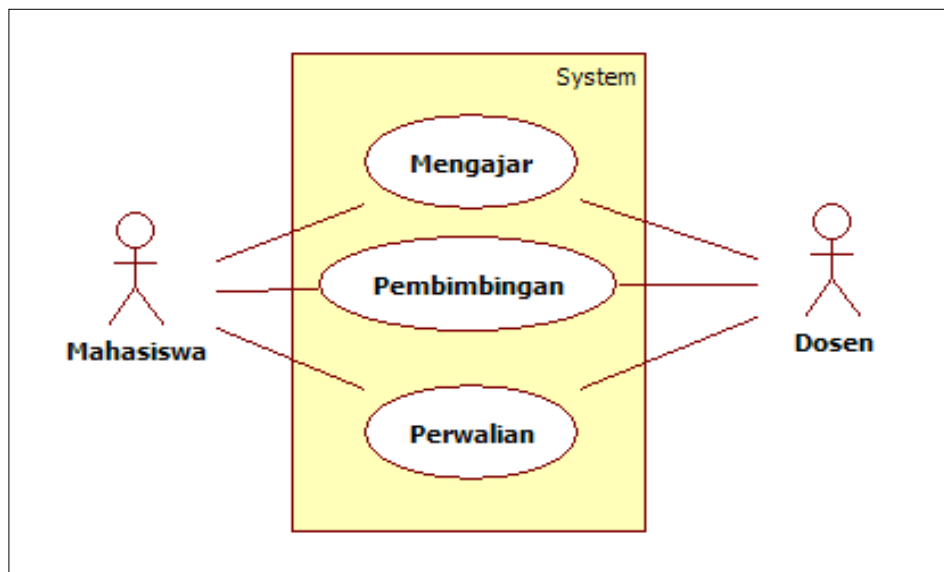 System
Mengajar
Pembimbingan
Mahasiswa
Dosen
Perwalian